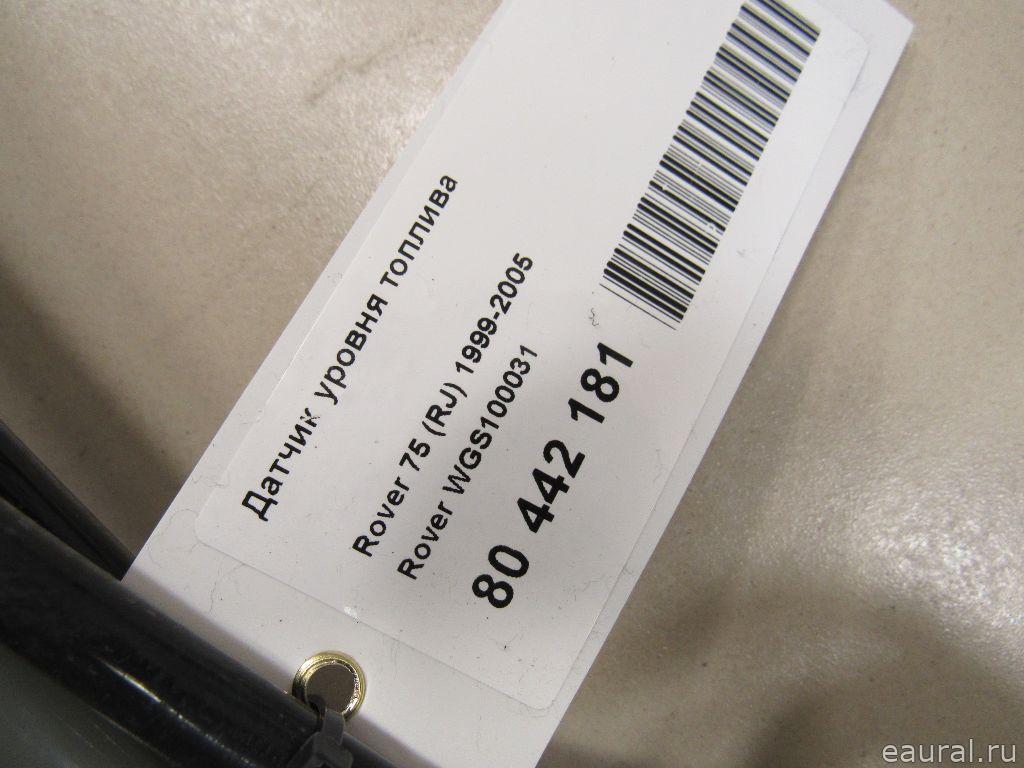 Датчик уровня топлива
Rover 75 (RJ) 1999-2005
Rover WGS100031
80 442 181
eaural.ru